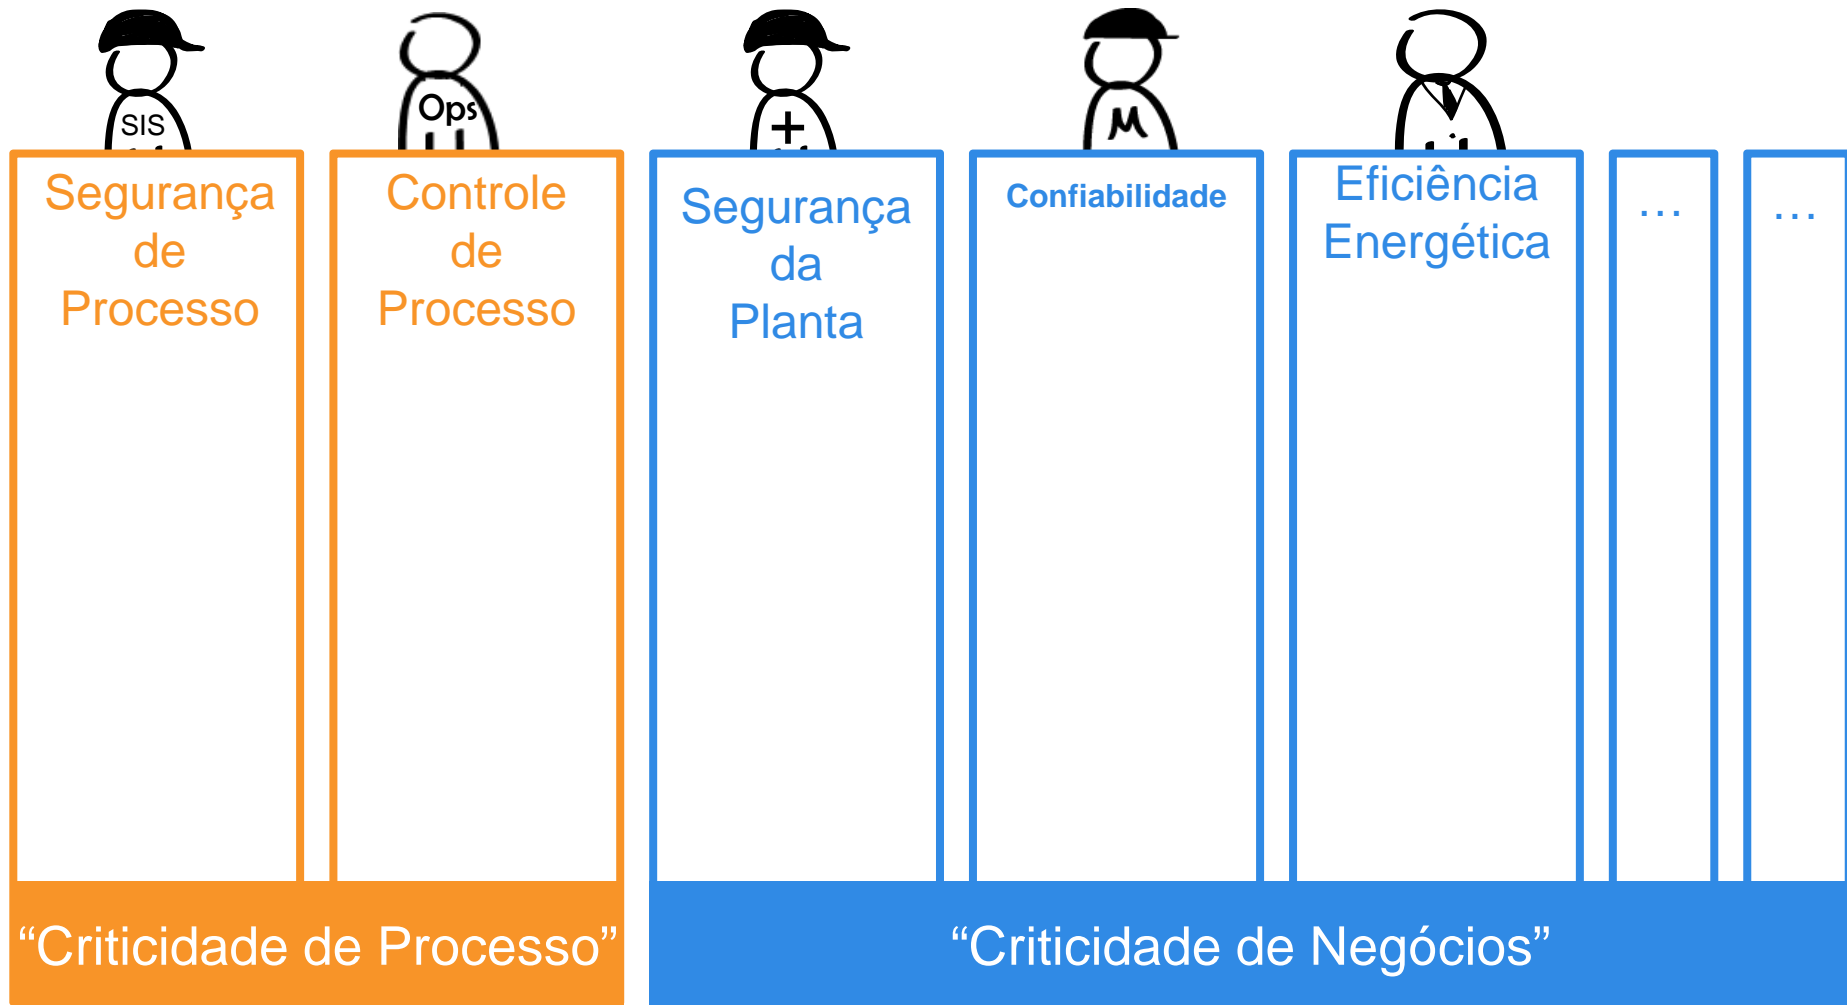 SIS
Ops
+
M
Segurança
de
Processo
Controle
de
Processo
Segurança
da
Planta
Confiabilidade
Eficiência
Energética
…
…
“Criticidade de Processo”
“Criticidade de Negócios”